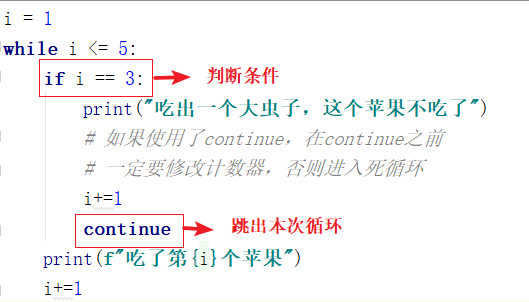 i = 1
while i <= 5:
if i == 3: 判断条件
print("吃出一个大虫子，这个苹果不吃了")
# 如果使用了continue，在continue之前
# 一定要修改计数器，否则进入死循环
i+=1
continue 跳出本次循环
print(f"吃了第{i}个苹果")
i+=1